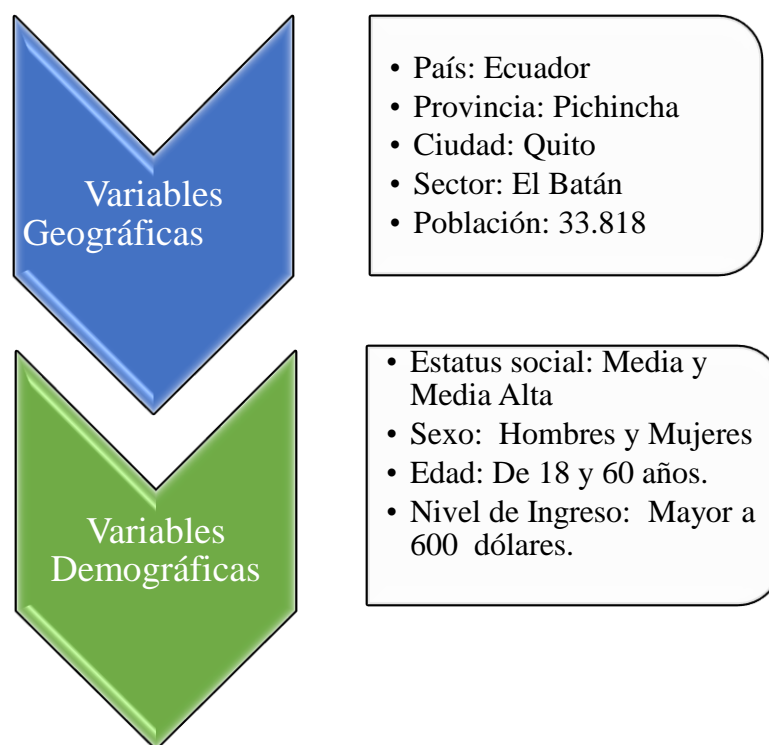 Variables
Geográficas
• País: Ecuador
• Provincia: Pichincha
• Ciudad: Quito
• Sector: El Batán
• Población: 33.818
Variables
Demográficas
• Estatus social: Media y
Media Alta
• Sexo: Hombres y Mujeres
• Edad: De 18 y 60 años.
• Nivel de Ingreso: Mayor a
600 dólares.